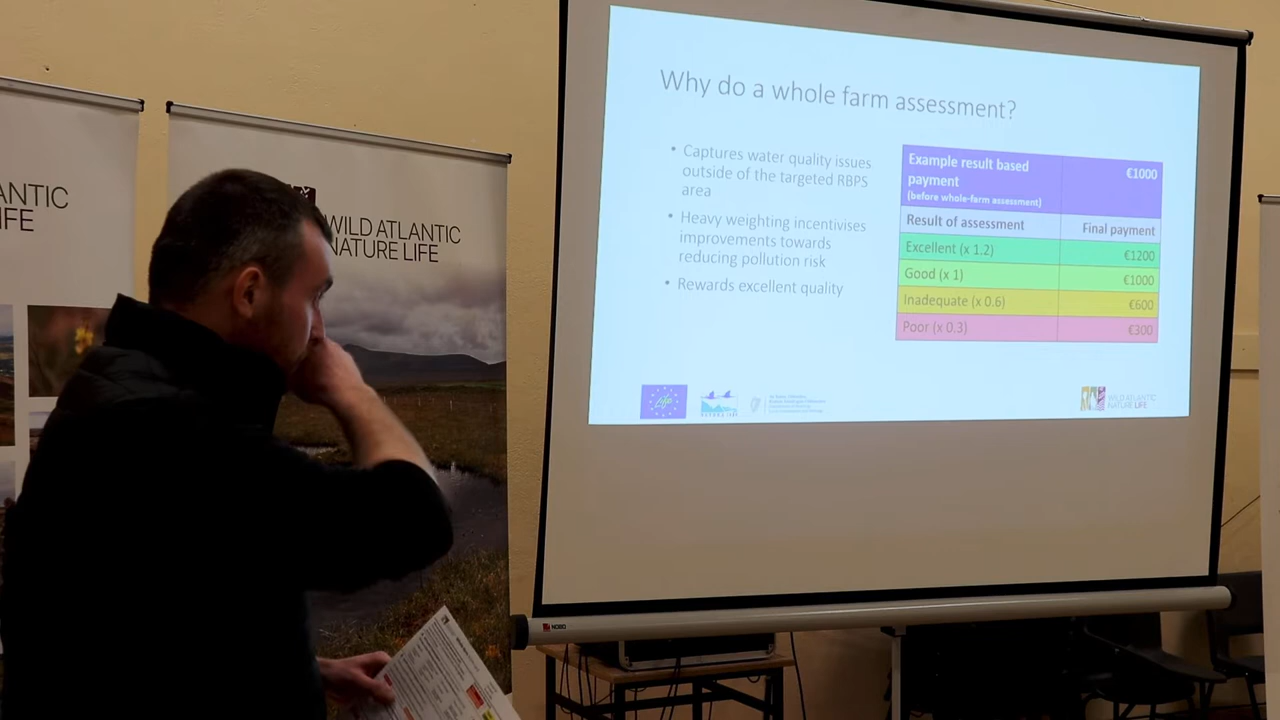 ANTIC
IFE
WILD ATLANTIC
NATURE LIFE
Why do a whole farm assessment?
• Captures water quality issues
outside of the targeted RBPS
area
• Heavy weighting incentivises
improvements towards
reducing pollution risk
• Rewards excellent quality
Example result based
payment
(before whole-farm assessment)
€1000
Result of assessment Final payment
Excellent (x 1.2) €1200
Good (x 1) €1000
Inadequate (x 0.6) €600
Poor (x 0.3) €300
Life
WILD ATLANTIC
NATURE LIFE
NOBO